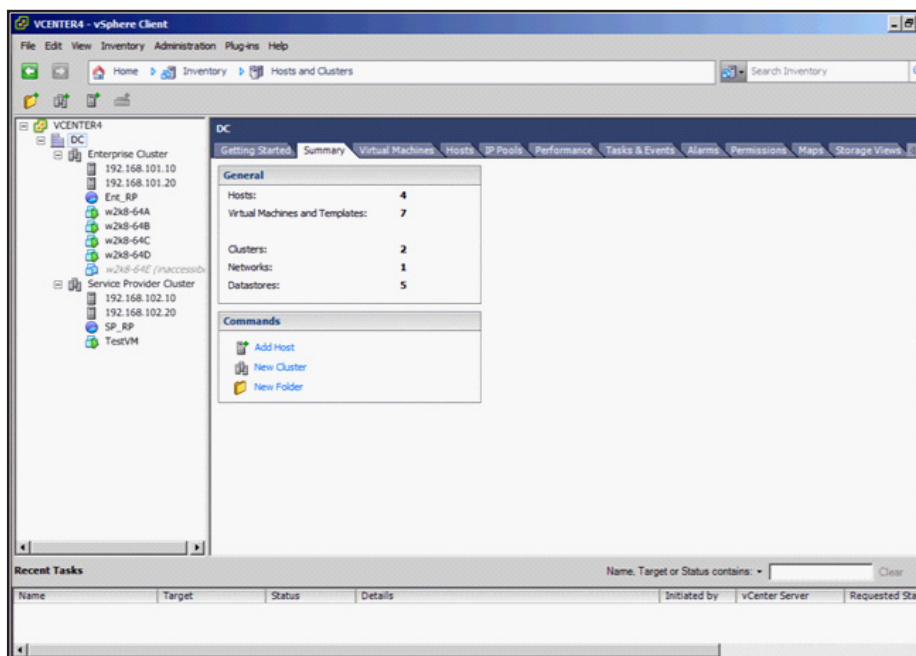 VCENTER4 - vSphere Client
File Edit View Inventory Administration Plug-ins Help
Home Inventory Hosts and Clusters
Search Inventory
VCENTER4
DC
Enterprise Cluster
192.168.101.10
192.168.101.20
Ent_RP
w2k8-64A
w2k8-64B
w2k8-64C
w2k8-64D
w2k8-64E (inaccessib
Service Provider Cluster
192.168.102.10
192.168.102.20
SP_RP
TestVM
DC
Getting Started Summary Virtual Machines Hosts IP Pools Performance Tasks & Events Alarms Permissions Maps Storage Views
General
Hosts: 4
Virtual Machines and Templates: 7
Clusters: 2
Networks: 1
Datastores: 5
Commands
Add Host
New Cluster
New Folder
Recent Tasks
Name, Target or Status contains: Clear
Name Target Status Details Initiated by vCenter Server Requested Sta